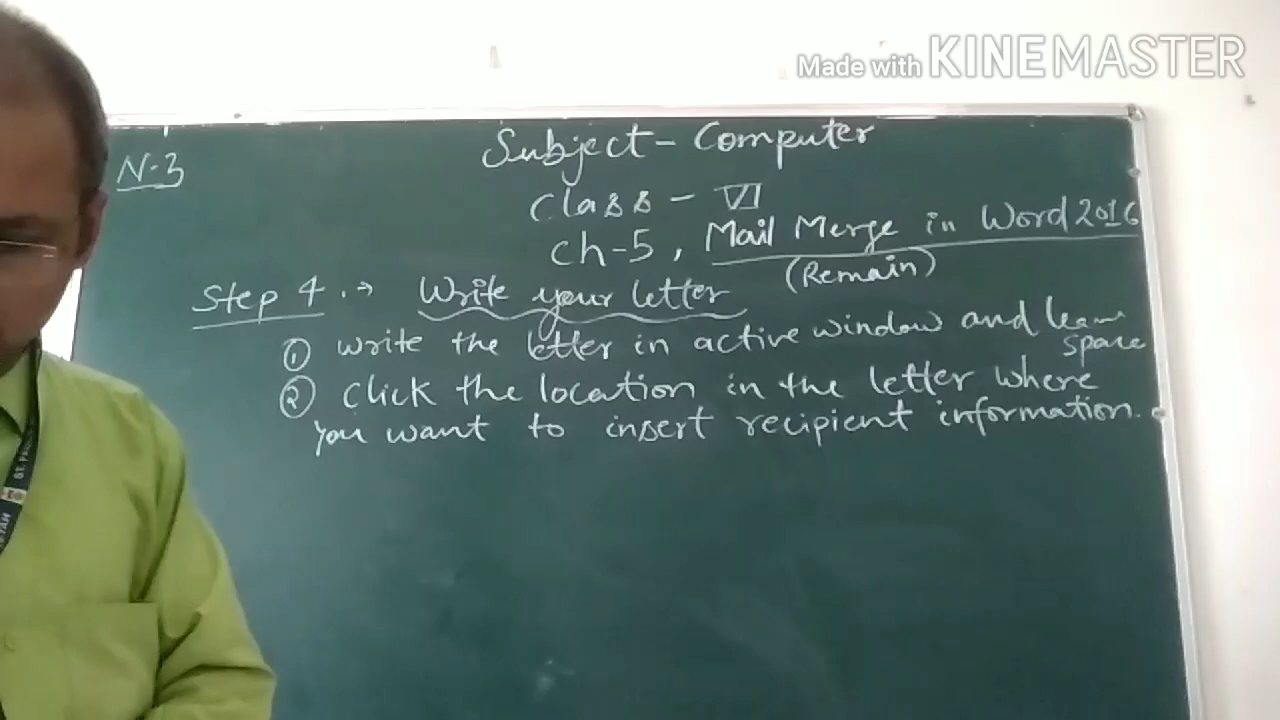 Made with KINEMASTER
N-3
Subject - Computer
Class - VI
Ch-5, Mail Merge in Word 2016
(Remain)
Step 4. → Write your letter
① write the letter in active window and
space
② click the location in the letter where
you want to insert recipient information.